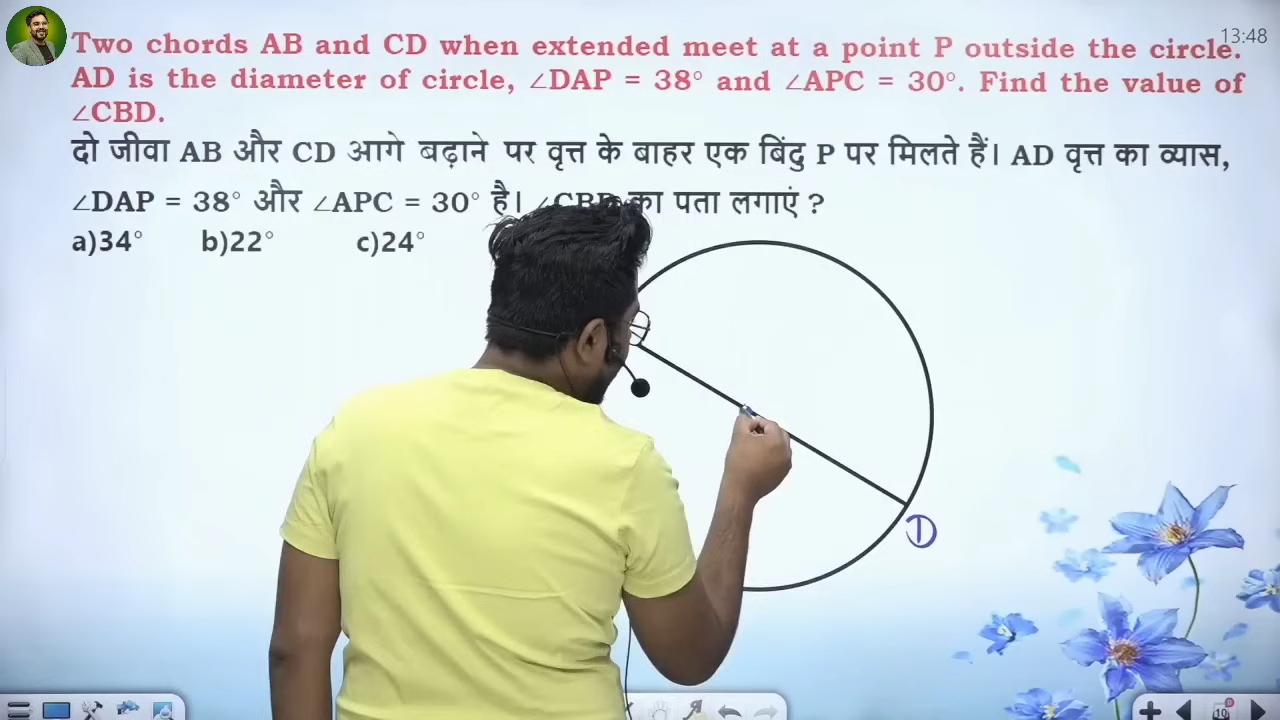 13:48
Two chords AB and CD when extended meet at a point P outside the circle.
AD is the diameter of circle, ∠DAP = 38° and ∠APC = 30°. Find the value of
∠CBD.
दो जीवा AB और CD आगे बढ़ाने पर वृत्त के बाहर एक बिंदु P पर मिलते हैं। AD वृत्त का व्यास,
∠DAP = 38° और ∠APC = 30° है। का पता लगाएं ?
a)34° b)22° c)24°
D